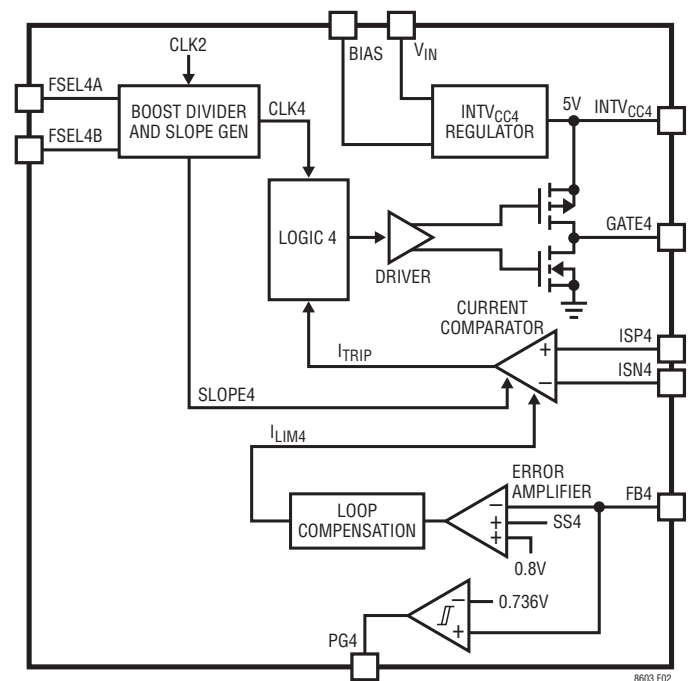 CLK2
BIAS
VIN
FSEL4A
FSEL4B
BOOST DIVIDER
AND SLOPE GEN
CLK4
INTVCC4
REGULATOR
5V
INTVCC4
LOGIC 4
DRIVER
GATE4
CURRENT
COMPARATOR
ITRIP
+
–
ISP4
ISN4
SLOPE4
ILIM4
LOOP
COMPENSATION
ERROR
AMPLIFIER
–
+
+
FB4
SS4
0.8V
–
+
0.736V
PG4
8603 F02